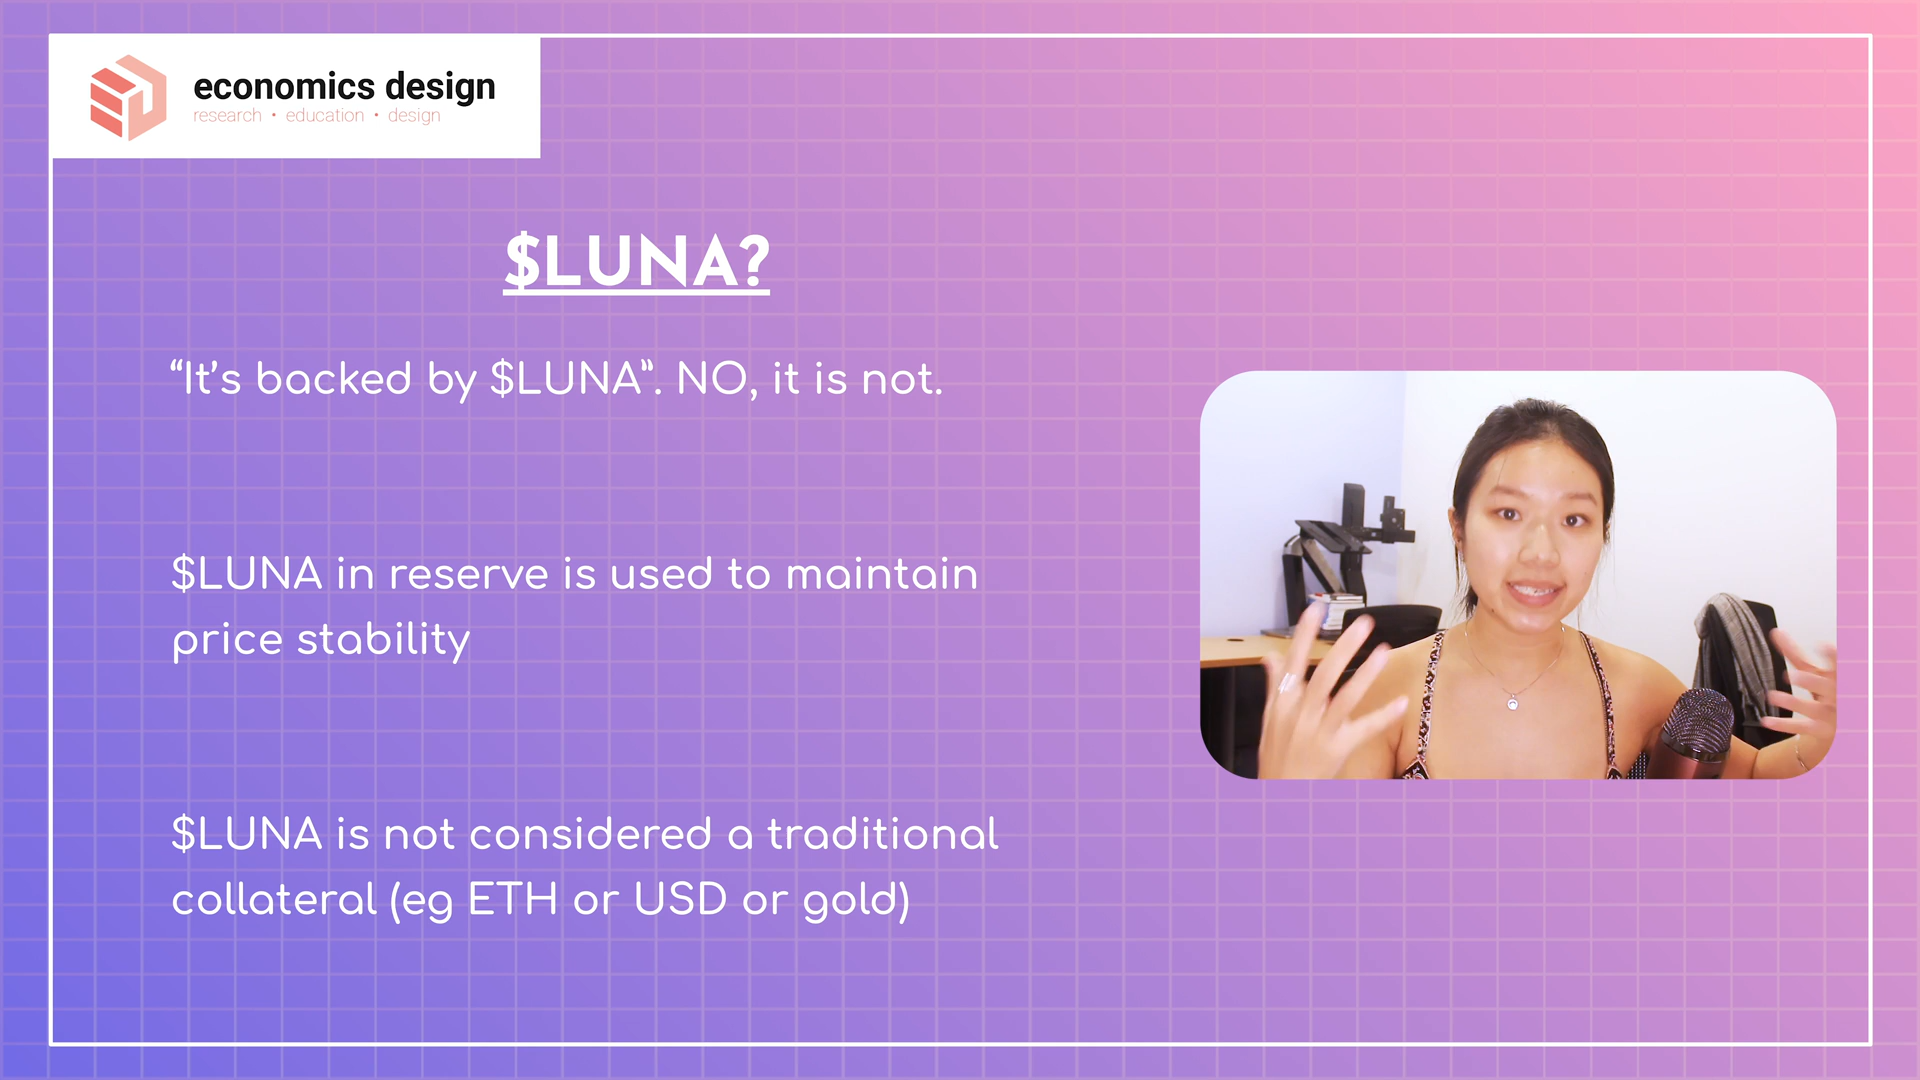 economics design
research • education • design
$LUNA?
“It’s backed by $LUNA”. NO, it is not.
$LUNA in reserve is used to maintain
price stability
$LUNA is not considered a traditional
collateral (eg ETH or USD or gold)